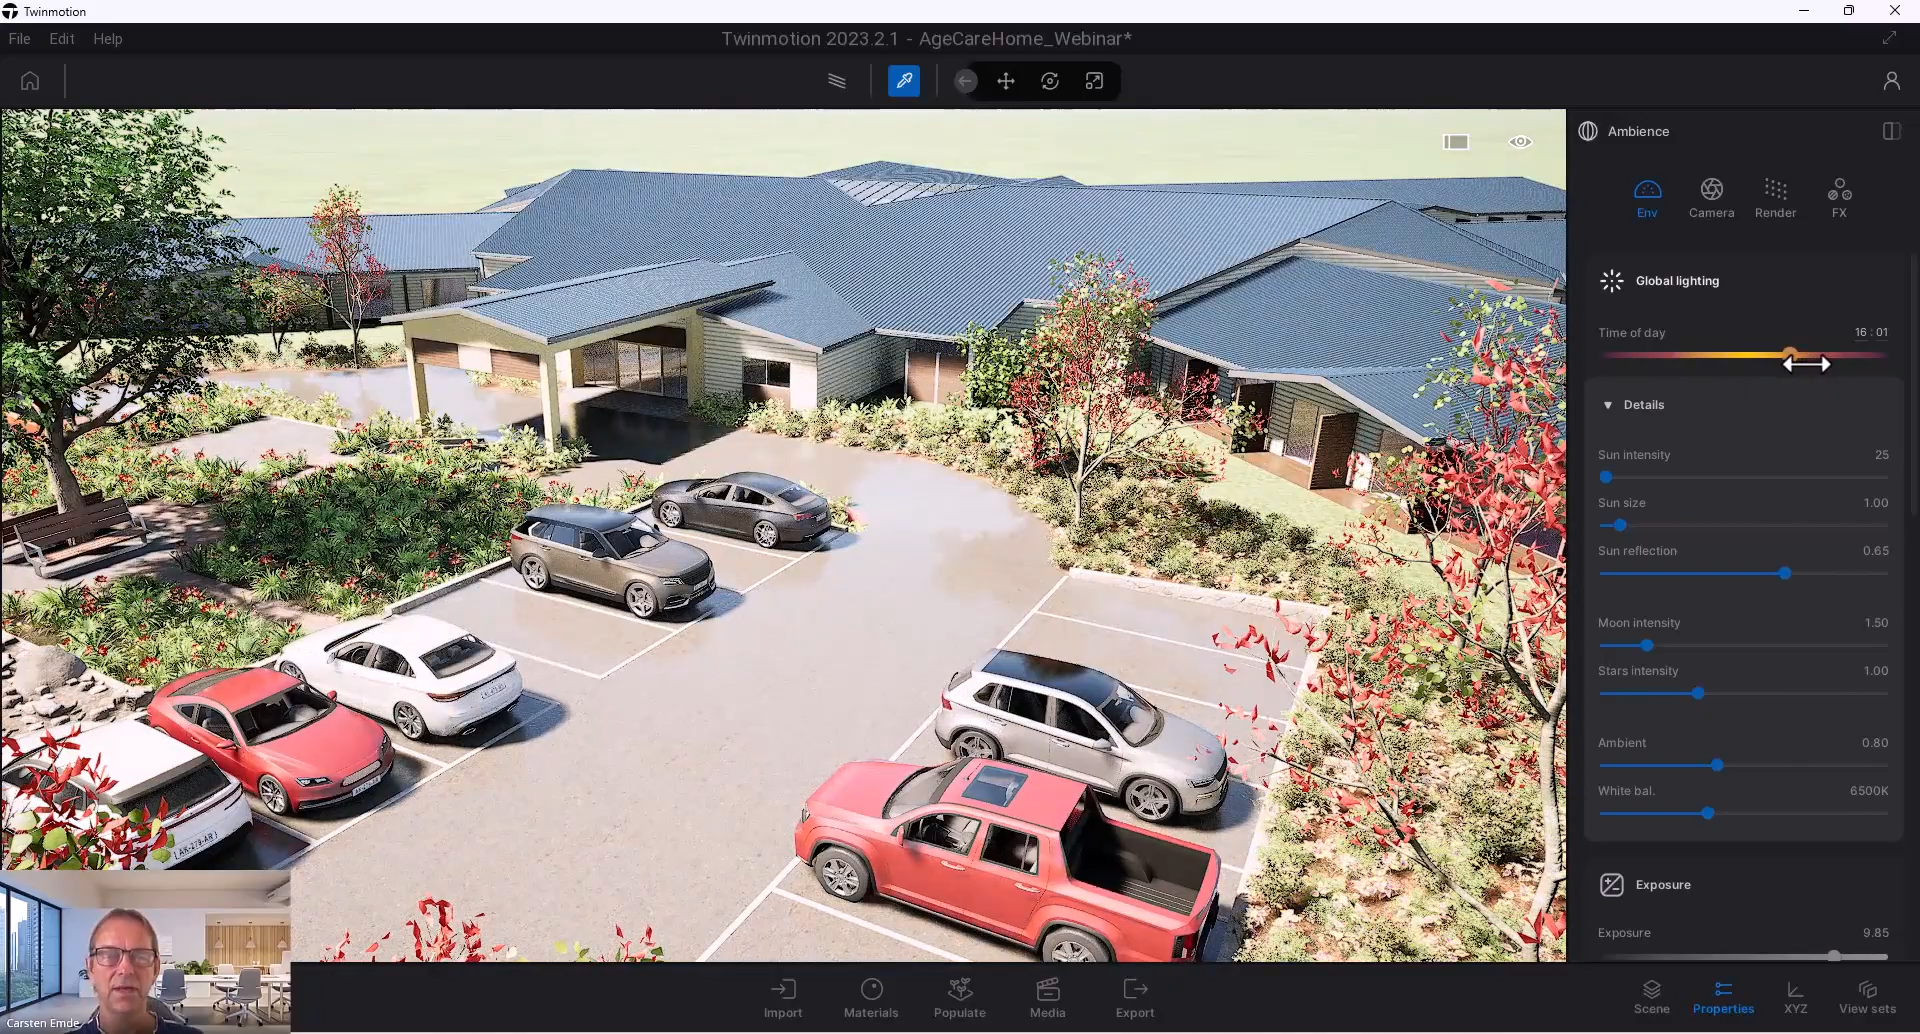 Twinmotion
File Edit Help
Twinmotion 2023.2.1 - AgeCareHome_Webinar*
Ambience
Env Camera Render FX
Global lighting
Time of day 16 : 01
Details
Sun intensity 25
Sun size 1.00
Sun reflection 0.65
Moon intensity 1.50
Stars intensity 1.00
Ambient 0.80
White bal. 6500K
Exposure
Exposure 9.85
Import Materials Populate Media Export
Scene Properties XYZ View sets
Carsten Emde